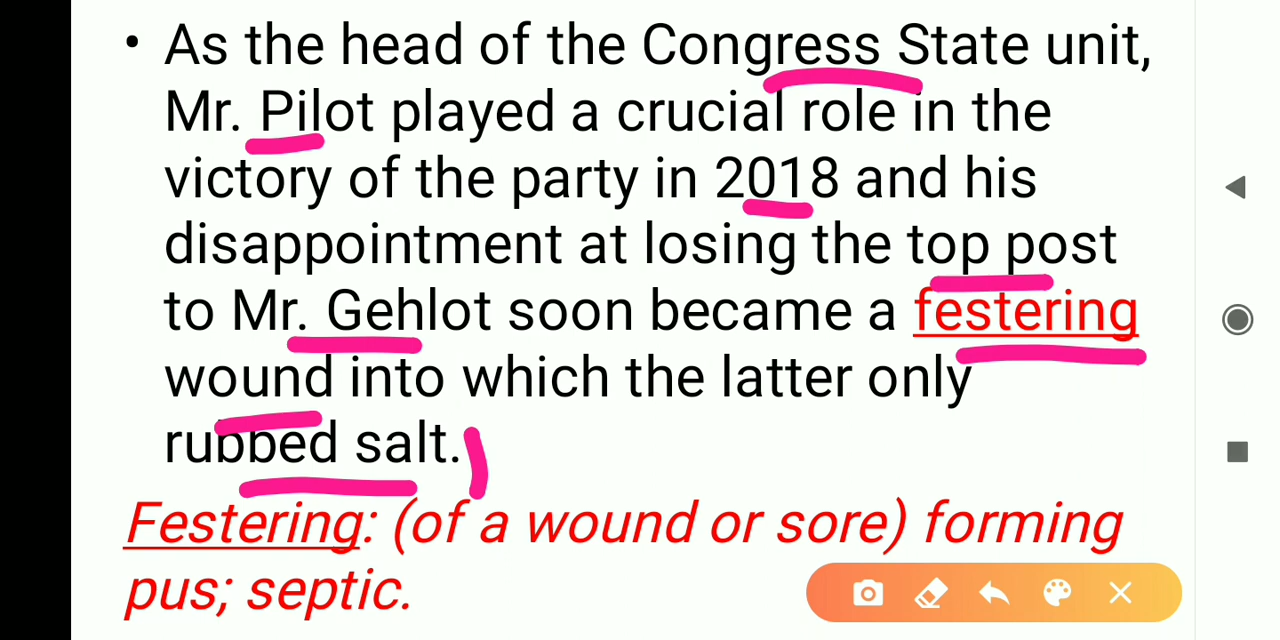 • As the head of the Congress State unit,
Mr. Pilot played a crucial role in the
victory of the party in 2018 and his
disappointment at losing the top post
to Mr. Gehlot soon became a festering
wound into which the latter only
rubbed salt.
Festering: (of a wound or sore) forming
pus; septic.